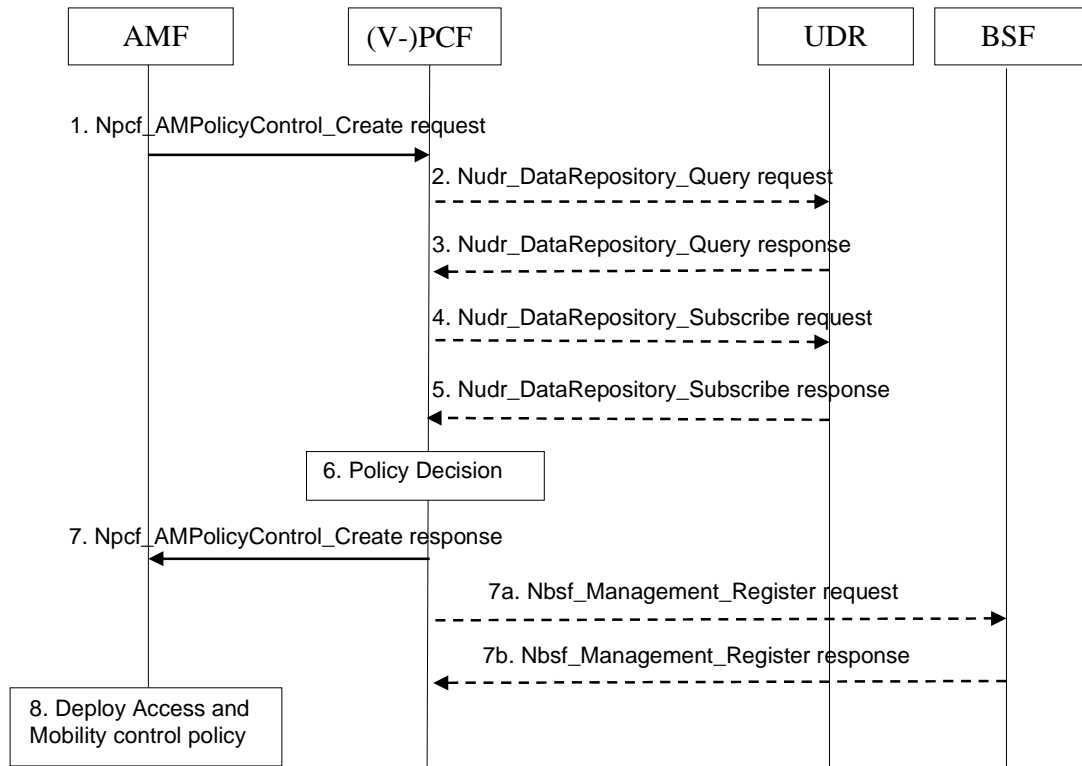 AMF
(V-)PCF
UDR
BSF
1. Npcf_AMPolicyControl_Create request
2. Nudr_DataRepository_Query request
3. Nudr_DataRepository_Query response
4. Nudr_DataRepository_Subscribe request
5. Nudr_DataRepository_Subscribe response
6. Policy Decision
7. Npcf_AMPolicyControl_Create response
7a. Nbsf_Management_Register request
7b. Nbsf_Management_Register response
8. Deploy Access and
Mobility control policy